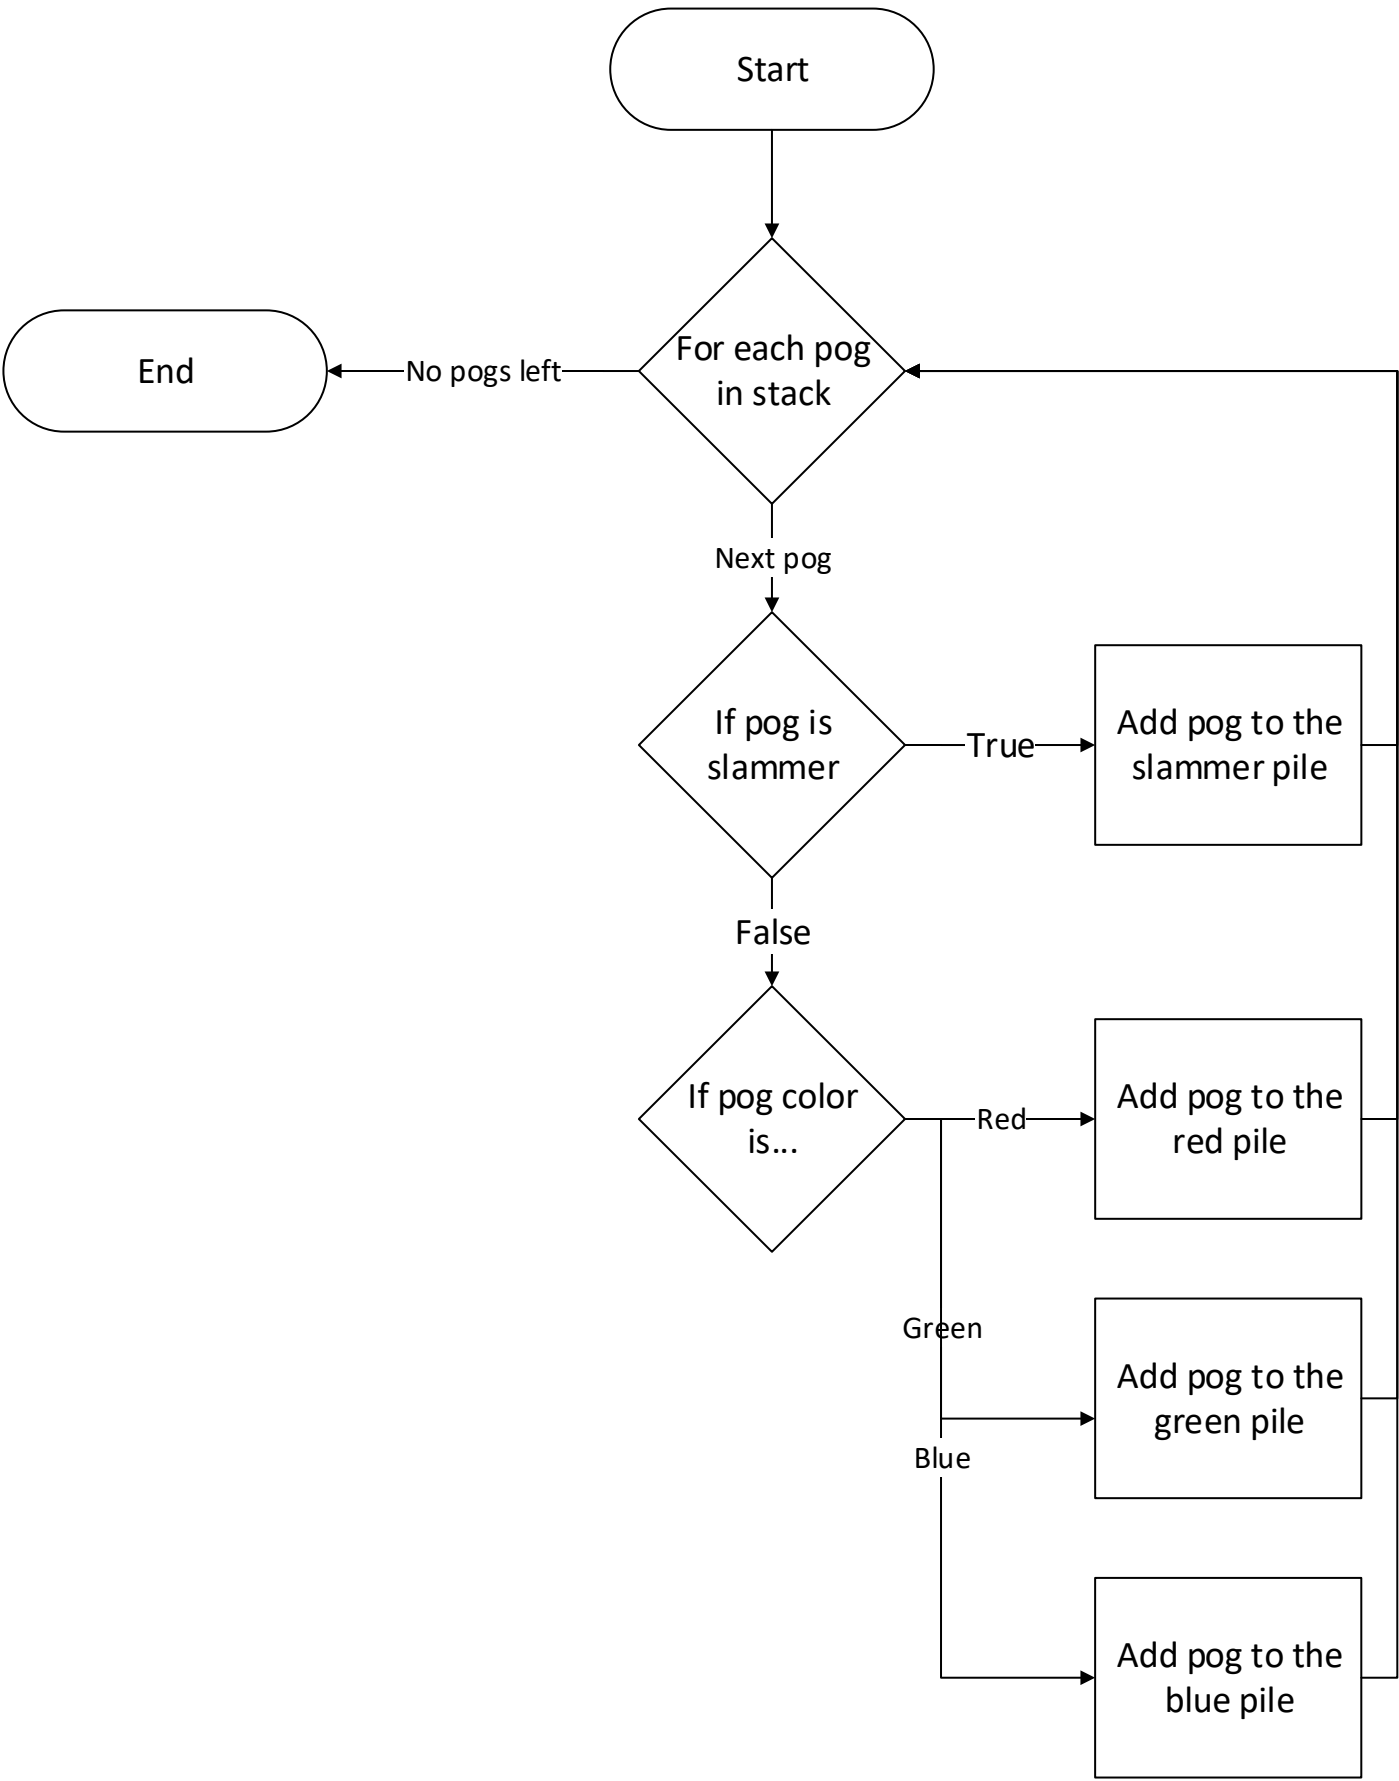 Start
For each pog
in stack
No pogs left
End
Next pog
If pog is
slammer
True
Add pog to the
slammer pile
False
If pog color
is...
Red
Add pog to the
red pile
Green
Add pog to the
green pile
Blue
Add pog to the
blue pile